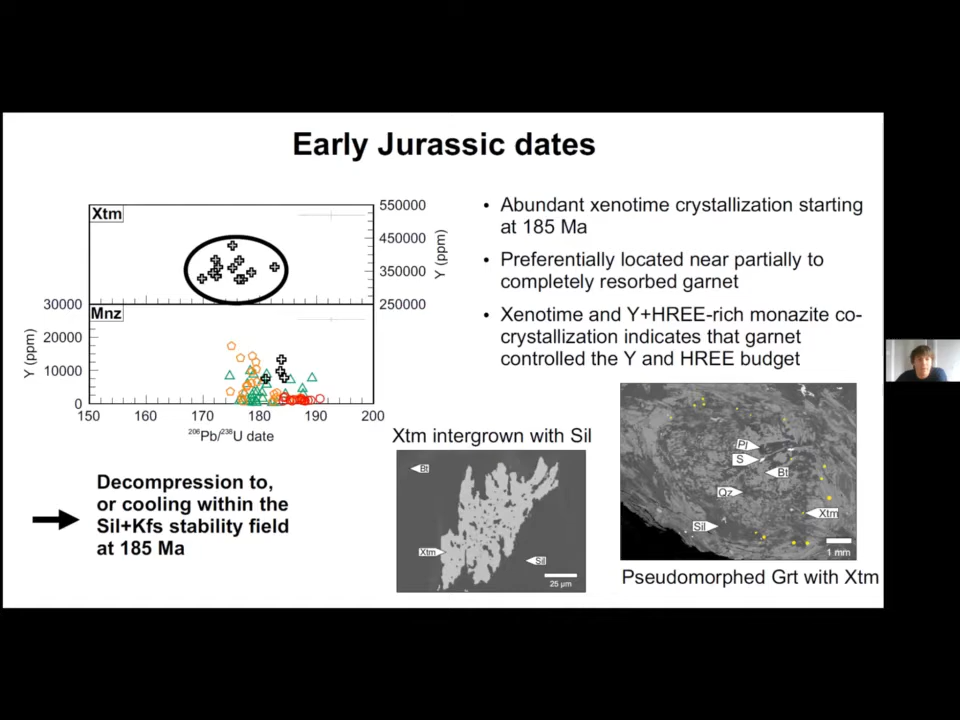 Early Jurassic dates
Xtm
550000
450000
350000
250000
Y (ppm)
30000
Mnz
20000
10000
0
Y (ppm)
150 160 170 180 190 200
206Pb/238U date
• Abundant xenotime crystallization starting
at 185 Ma
• Preferentially located near partially to
completely resorbed garnet
• Xenotime and Y+HREE-rich monazite co-
crystallization indicates that garnet
controlled the Y and HREE budget
Decompression to,
or cooling within the
Sil+Kfs stability field
at 185 Ma
Xtm intergrown with Sil
Bt
Xtm
Sil
25 µm
Pl
S
Bt
Qz
Xtm
Sil
1 mm
Pseudomorphed Grt with Xtm